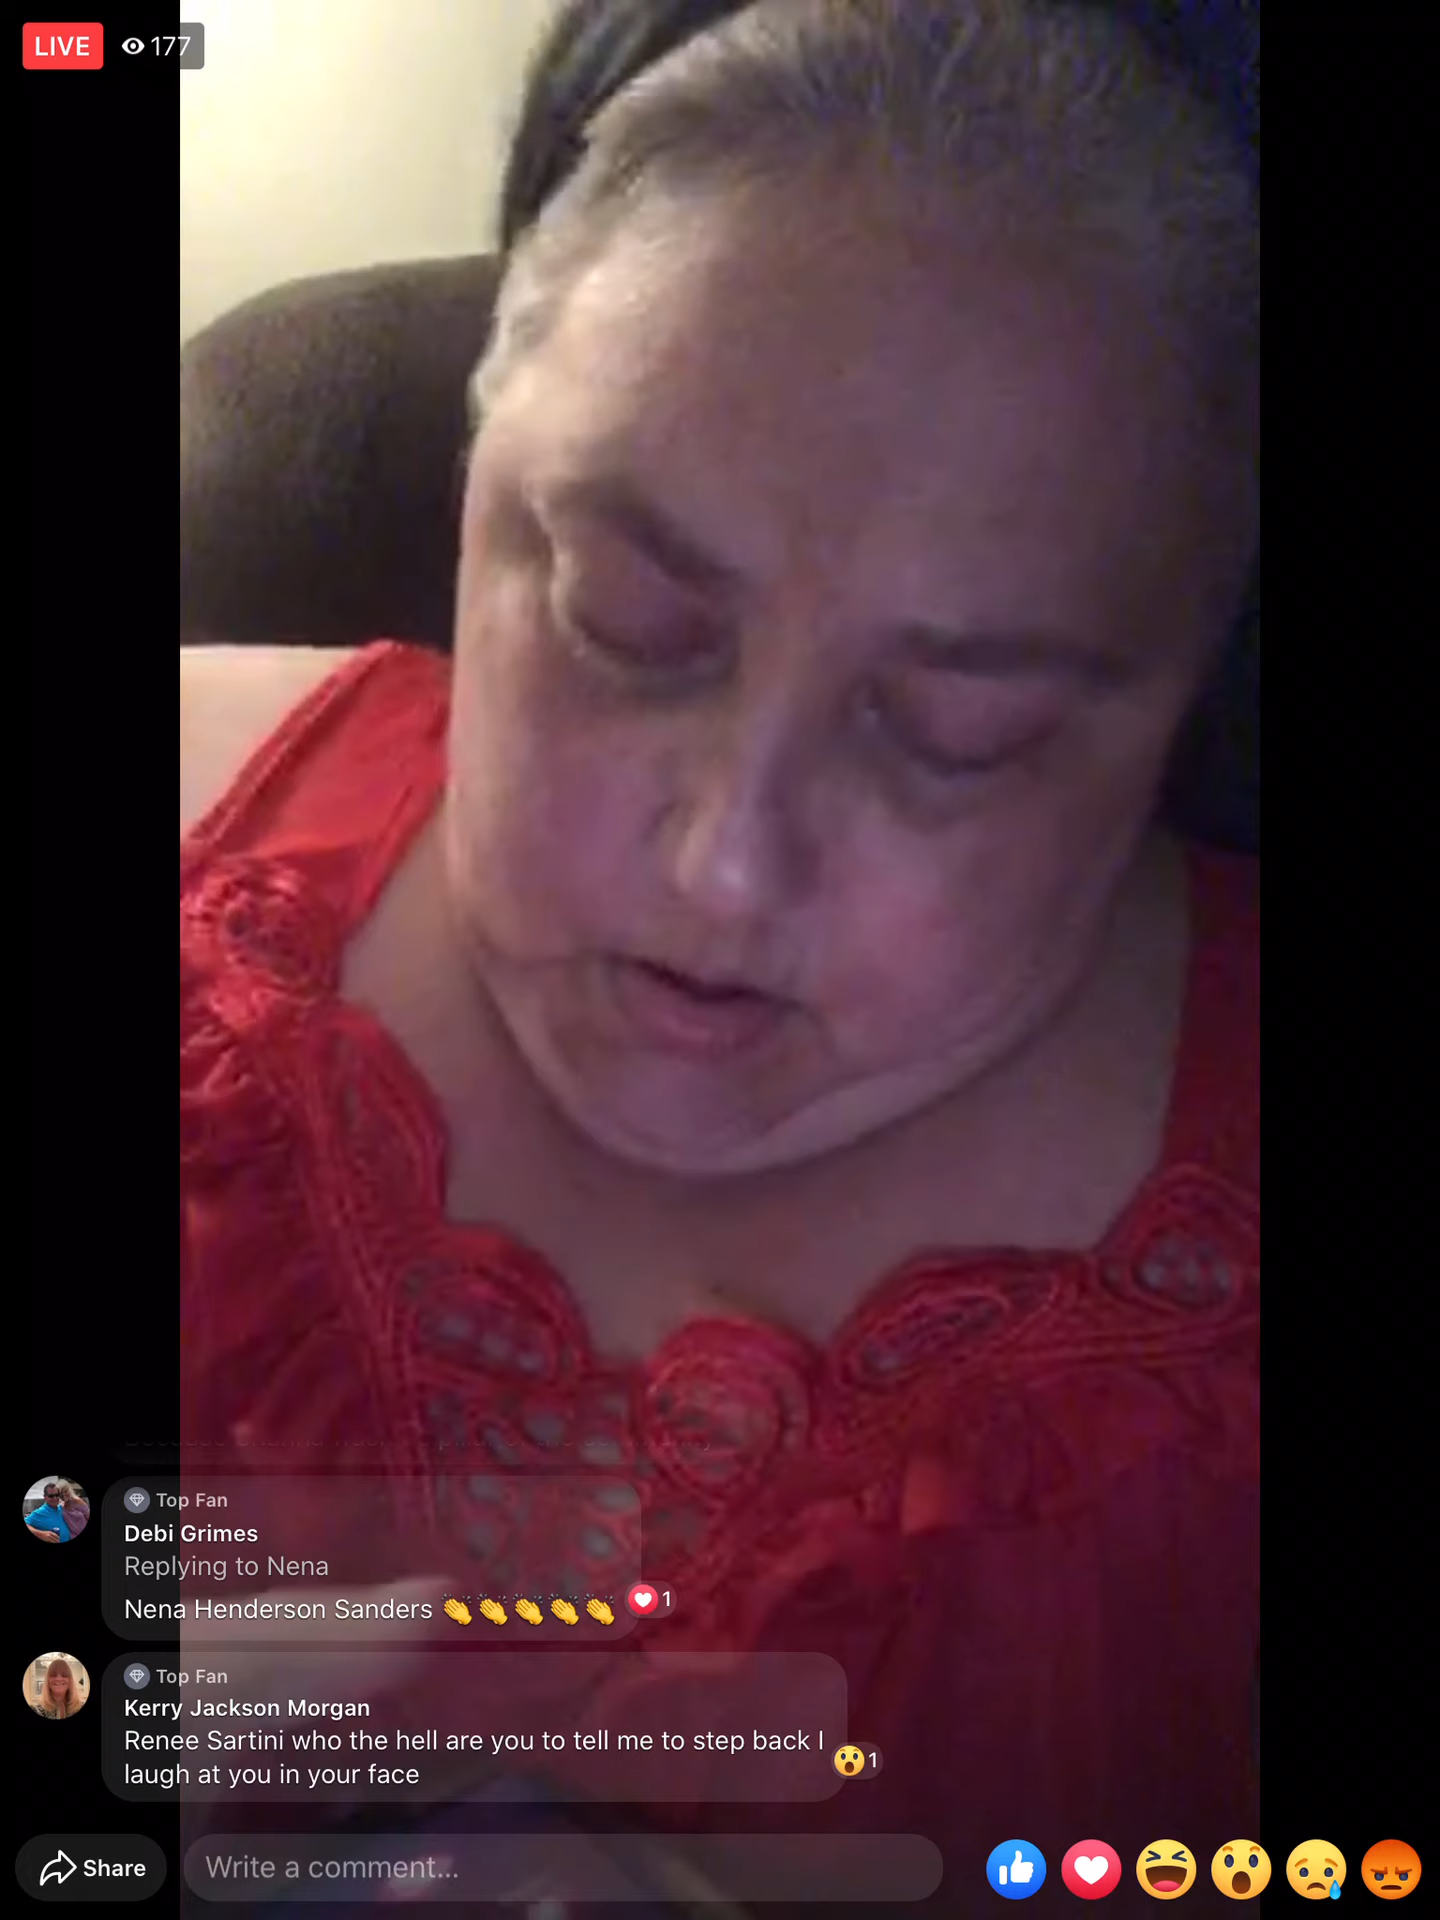 LIVE 177
Top Fan
Debi Grimes
Replying to Nena
Nena Henderson Sanders 👏👏👏👏👏 1
Top Fan
Kerry Jackson Morgan
Renee Sartini who the hell are you to tell me to step back I
laugh at you in your face 1
Share Write a comment...